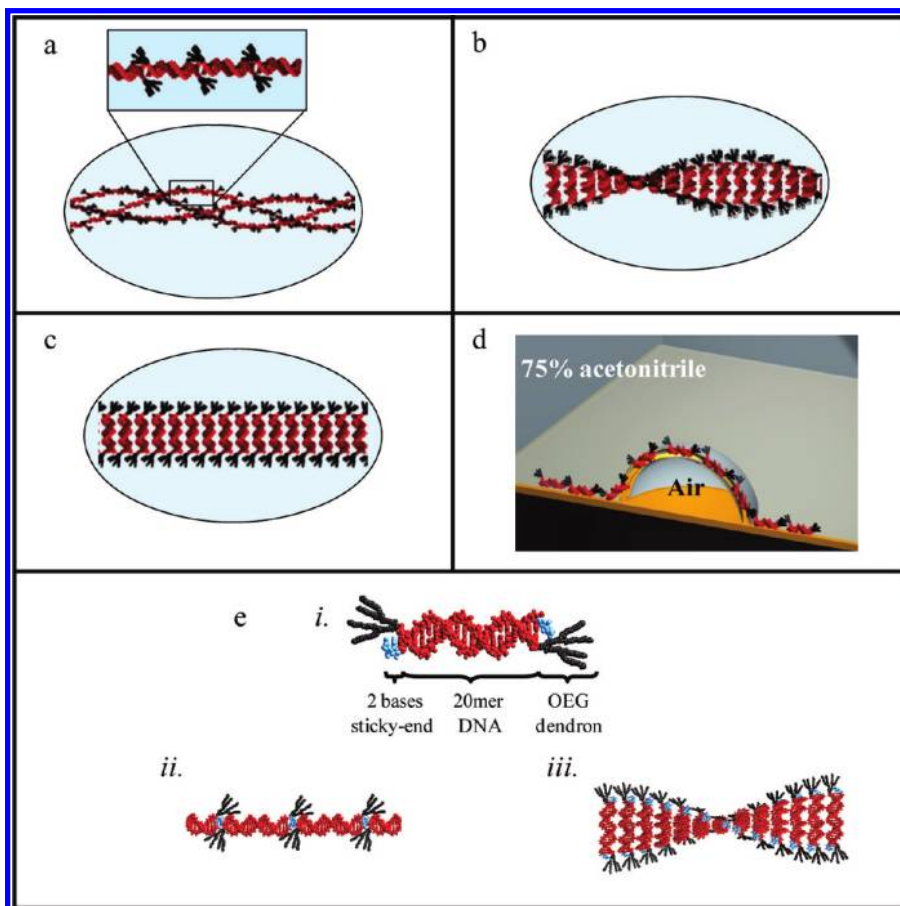 a
b
c
d
75% acetonitrile
Air
e
i.
2 bases
sticky-end
20mer
DNA
OEG
dendron
ii.
iii.